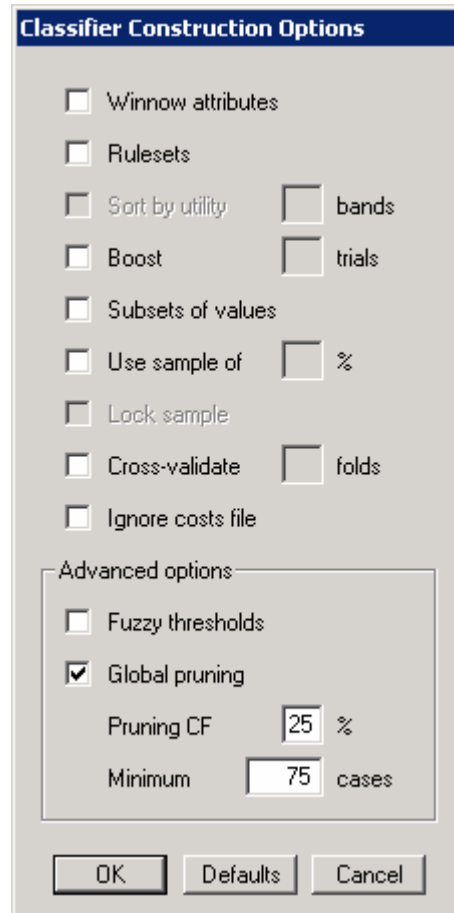 Classifier Construction Options
Winnow attributes
Rulesets
Sort by utility bands
Boost trials
Subsets of values
Use sample of %
Lock sample
Cross-validate folds
Ignore costs file
Advanced options
Fuzzy thresholds
Global pruning
Pruning CF 25 %
Minimum 75 cases
OK Defaults Cancel